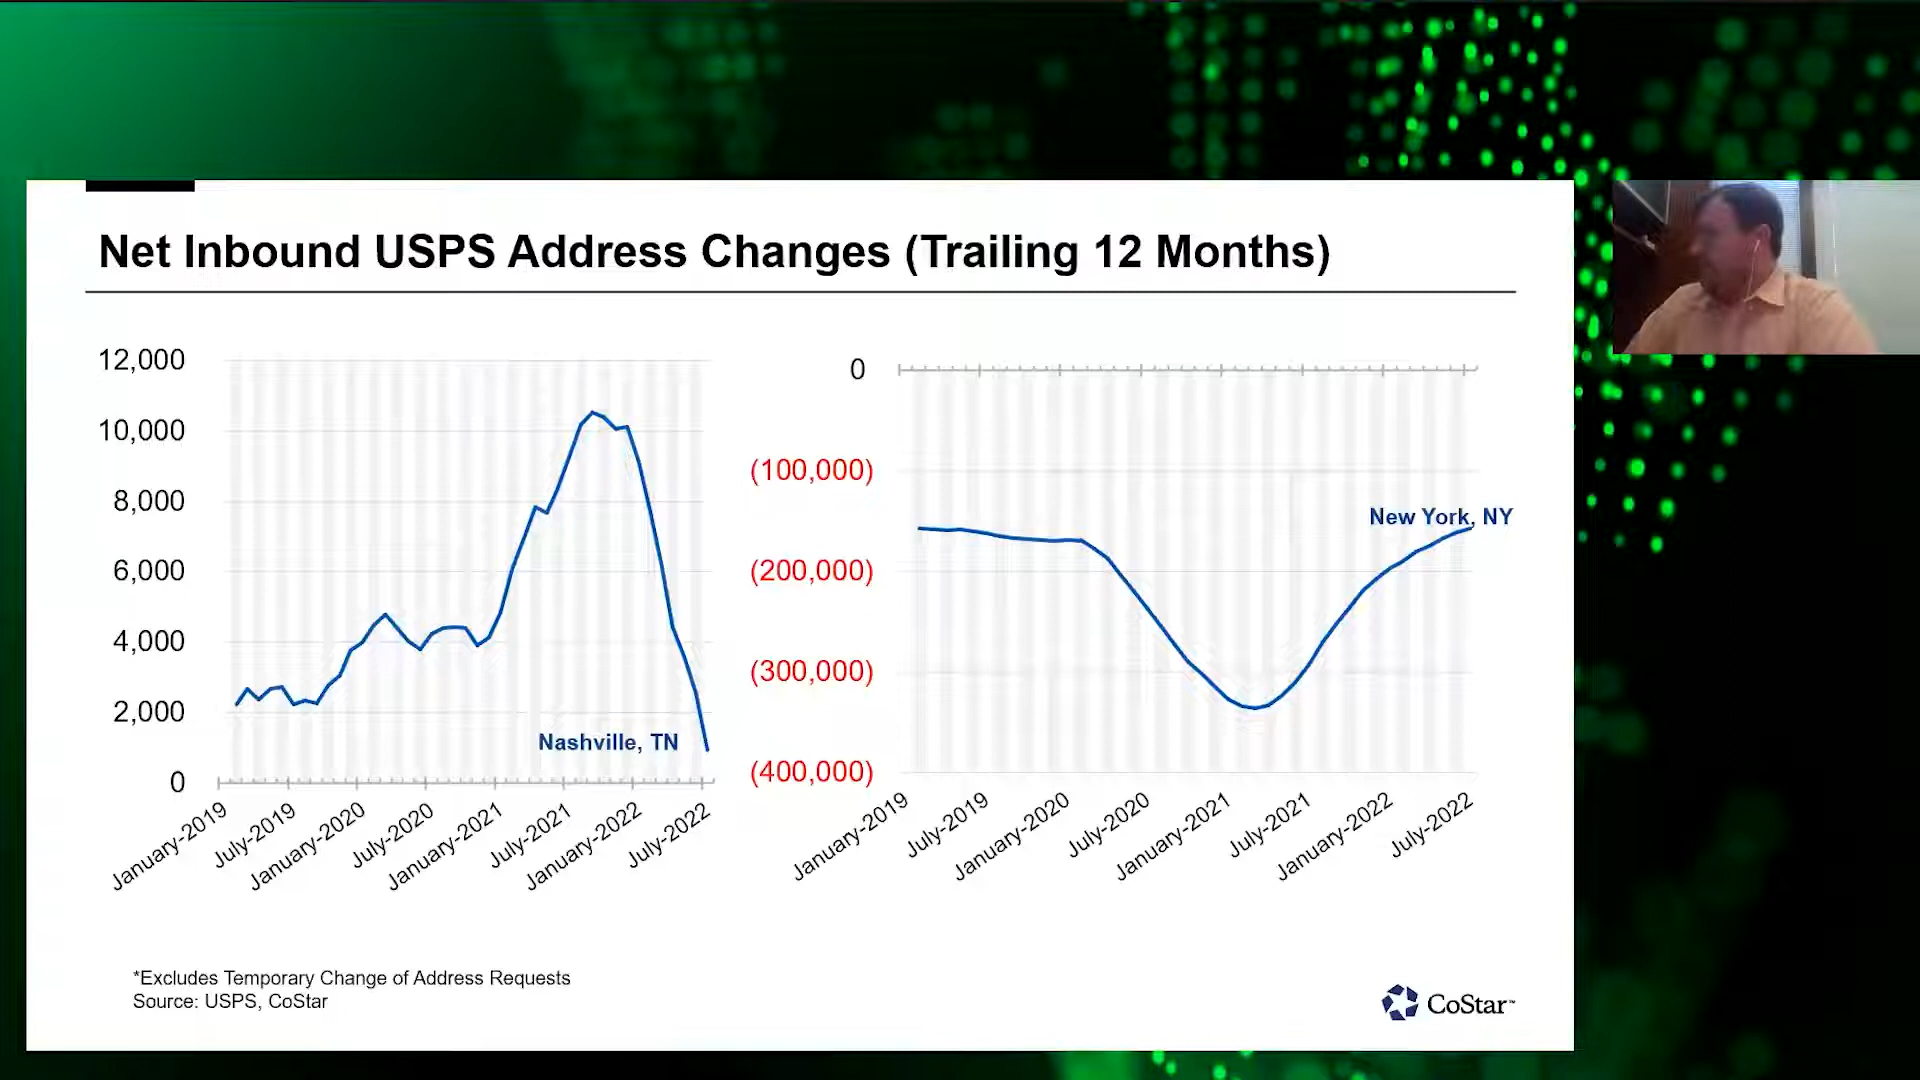 Net Inbound USPS Address Changes (Trailing 12 Months)
12,000
10,000
8,000
6,000
4,000
2,000
0
Nashville, TN
January-2019
July-2019
January-2020
July-2020
January-2021
July-2021
January-2022
July-2022
0
(100,000)
(200,000)
(300,000)
(400,000)
New York, NY
January-2019
July-2019
January-2020
July-2020
January-2021
July-2021
January-2022
July-2022
*Excludes Temporary Change of Address Requests
Source: USPS, CoStar
CoStar™